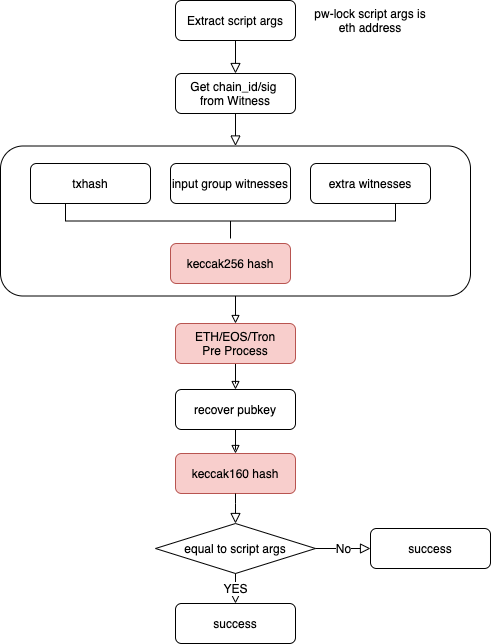 Extract script args
pw-lock script args is
eth address
Get chain_id/sig
from Witness
txhash
input group witnesses
extra witnesses
keccak256 hash
ETH/EOS/Tron
Pre Process
recover pubkey
keccak160 hash
equal to script args
No
success
YES
success